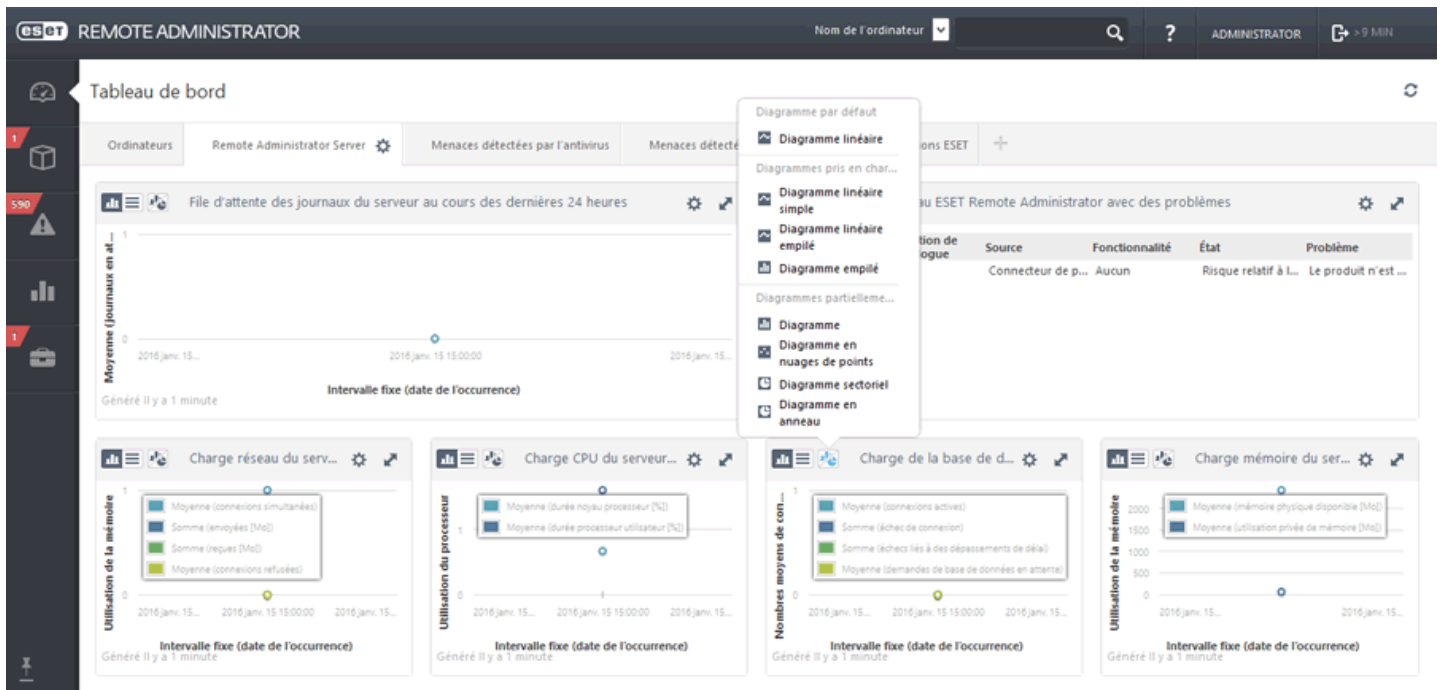 eset REMOTE ADMINISTRATOR
Nom de l'ordinateur
?
ADMINISTRATOR
> 9 MIN
Tableau de bord
1
590
1
Ordinateurs
Remote Administrator Server
Menaces détectées par l'antivirus
Menaces détecté
ons ESET
Diagramme par défaut
Diagramme linéaire
Diagrammes pris en char...
Diagramme linéaire
simple
Diagramme linéaire
empilé
Diagramme empilé
Diagrammes partielleme...
Diagramme
Diagramme en
nuages de points
Diagramme sectoriel
Diagramme en
anneau
File d'attente des journaux du serveur au cours des dernières 24 heures
Moyenne (journaux en at...
1
0
2016 janv. 15...
2016 janv. 15 15:00:00
2016 janv. 15...
Intervalle fixe (date de l'occurrence)
Généré Il y a 1 minute
au ESET Remote Administrator avec des problèmes
tion de
ogue
Source
Fonctionnalité
État
Problème
Connecteur de p...
Aucun
Risque relatif à l...
Le produit n'est ...
Charge réseau du serv...
Utilisation de la mémoire
1
0
Moyenne (connexions simultanées)
Somme (envoyées [Mo])
Somme (reçues [Mo])
Moyenne (connexions refusées)
2016 janv. 15...
2016 janv. 15 15:00:00
2016 janv. 15...
Intervalle fixe (date de l'occurrence)
Généré Il y a 1 minute
Charge CPU du serveur...
Utilisation du processeur
1
0
Moyenne (durée noyau processeur [%])
Moyenne (durée processeur utilisateur [%])
2016 janv. 15...
2016 janv. 15 15:00:00
2016 janv. 15...
Intervalle fixe (date de l'occurrence)
Généré Il y a 1 minute
Charge de la base de d...
Nombres moyens de con...
1
0
Moyenne (connexions actives)
Somme (échec de connexion)
Somme (échecs liés à des dépassements de délai)
Moyenne (demandes de base de données en attente)
2016 janv. 15...
2016 janv. 15 15:00:00
2016 janv. 15...
Intervalle fixe (date de l'occurrence)
Généré Il y a 1 minute
Charge mémoire du ser...
Utilisation de la mémoire
2000
1500
1000
500
0
Moyenne (mémoire physique disponible [Mo])
Moyenne (utilisation privée de mémoire [Mo])
2016 janv. 15...
2016 janv. 15...
Intervalle fixe (date de l'occurrence)
Généré Il y a 1 minute